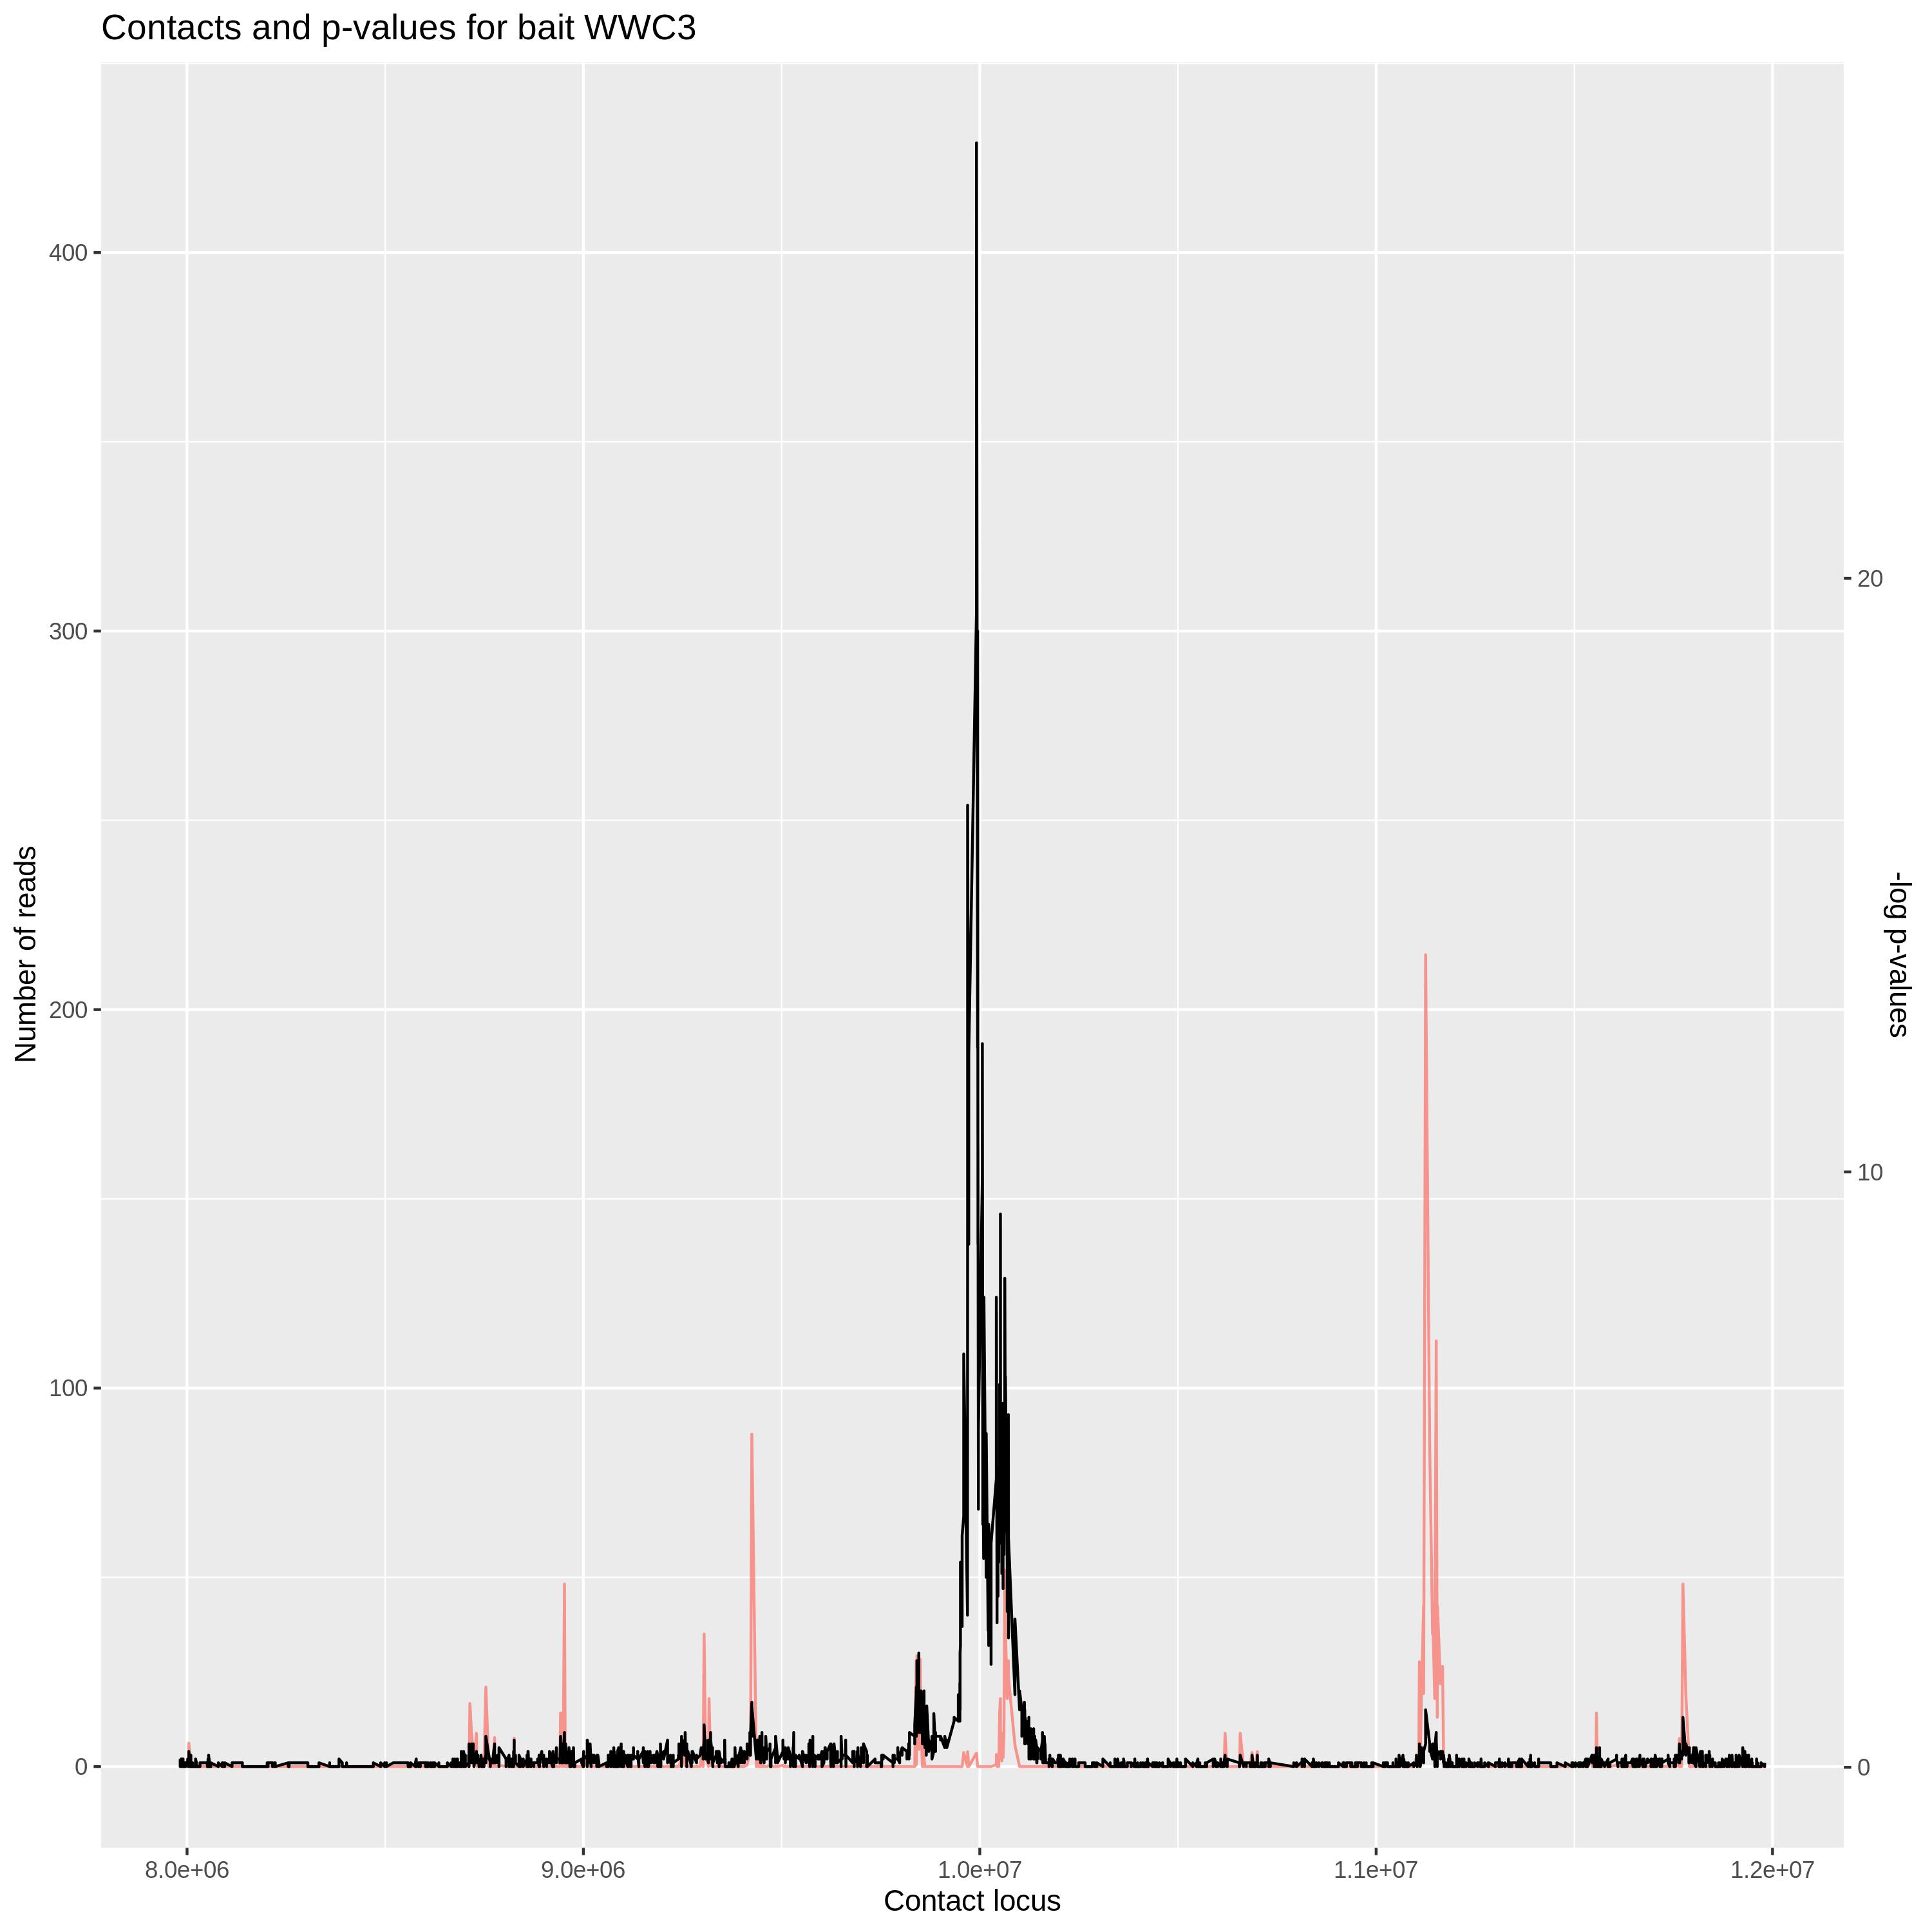 Contacts and p-values for bait WWC3
400
300
200
100
0
Number of reads
20
10
0
-log p-values
8.0e+06
9.0e+06
1.0e+07
1.1e+07
1.2e+07
Contact locus